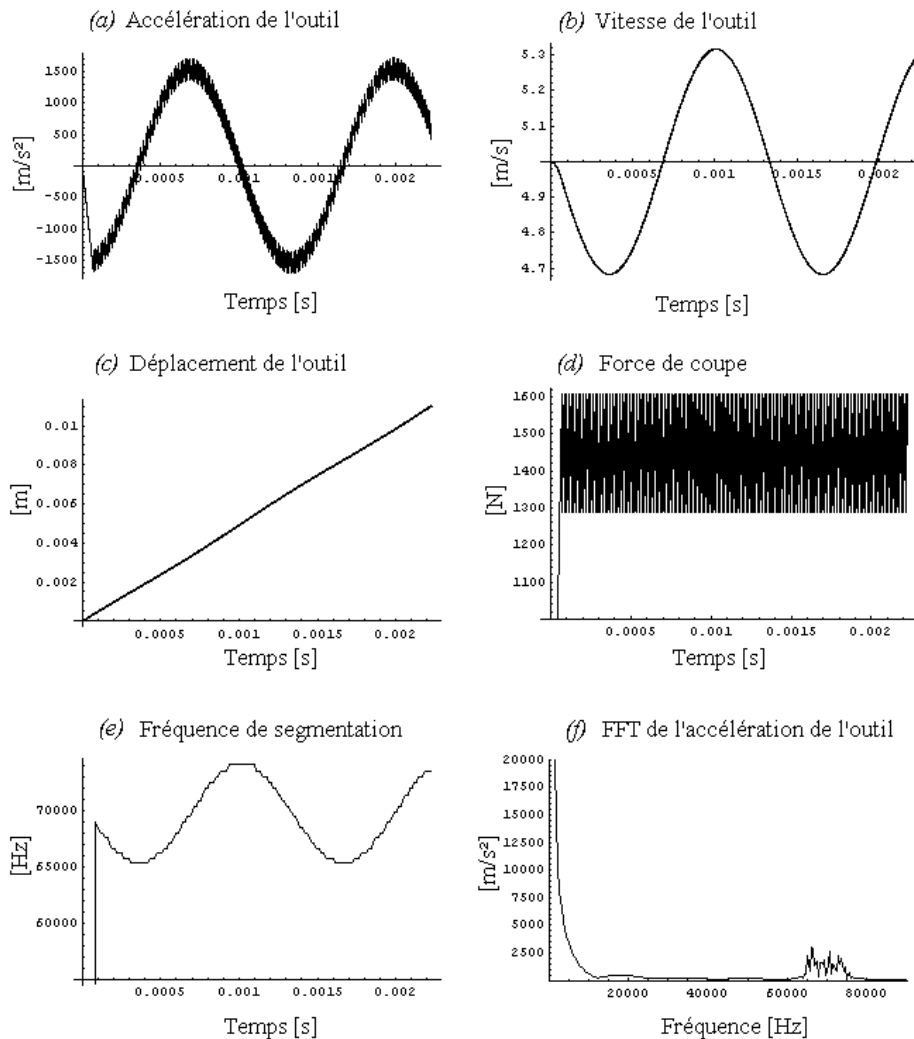 (a) Accélération de l'outil
1500
1000
500
-500
-1000
-1500
[m/s²]
0.0005 0.001 0.0015 0.002
Temps [s]
(b) Vitesse de l'outil
5.3
5.2
5.1
4.9
4.8
4.7
[m/s]
0.0005 0.001 0.0015 0.002
Temps [s]
(c) Déplacement de l'outil
0.01
0.008
0.006
0.004
0.002
[m]
0.0005 0.001 0.0015 0.002
Temps [s]
(d) Force de coupe
1600
1500
1400
1300
1200
1100
[N]
0.0005 0.001 0.0015 0.002
Temps [s]
(e) Fréquence de segmentation
70000
65000
60000
[Hz]
0.0005 0.001 0.0015 0.002
Temps [s]
(f) FFT de l'accélération de l'outil
20000
17500
15000
12500
10000
7500
5000
2500
[m/s²]
20000 40000 60000 80000
Fréquence [Hz]